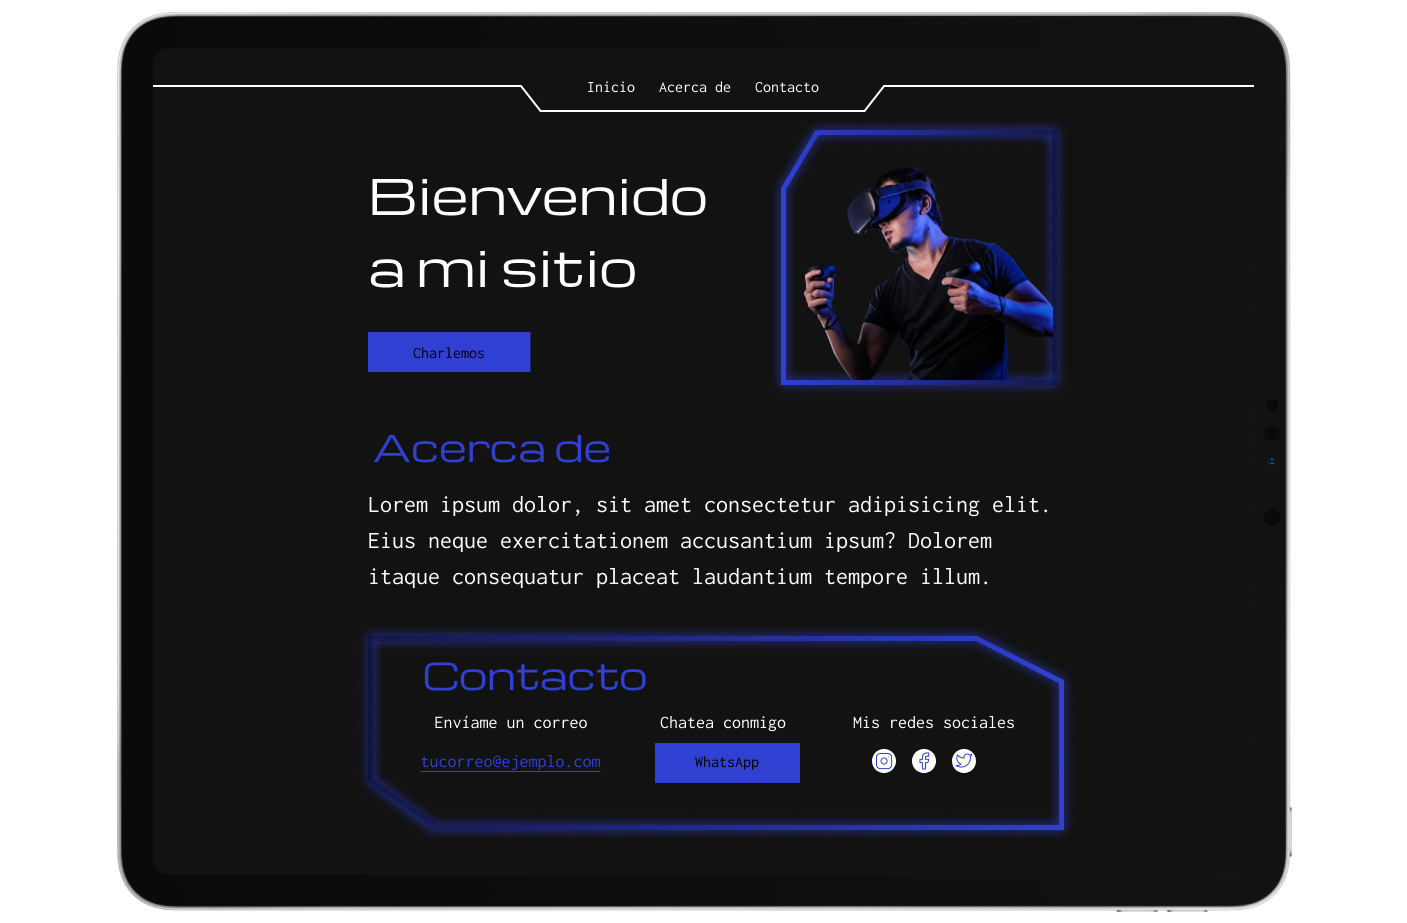 Inicio Acerca de Contacto
Bienvenido
a mi sitio
Charlemos
Acerca de
Lorem ipsum dolor, sit amet consectetur adipisicing elit.
Eius neque exercitationem accusantium ipsum? Dolorem
itaque consequatur placeat laudantium tempore illum.
Contacto
Envíame un correo
tucorreo@ejemplo.com
Chatea conmigo
WhatsApp
Mis redes sociales